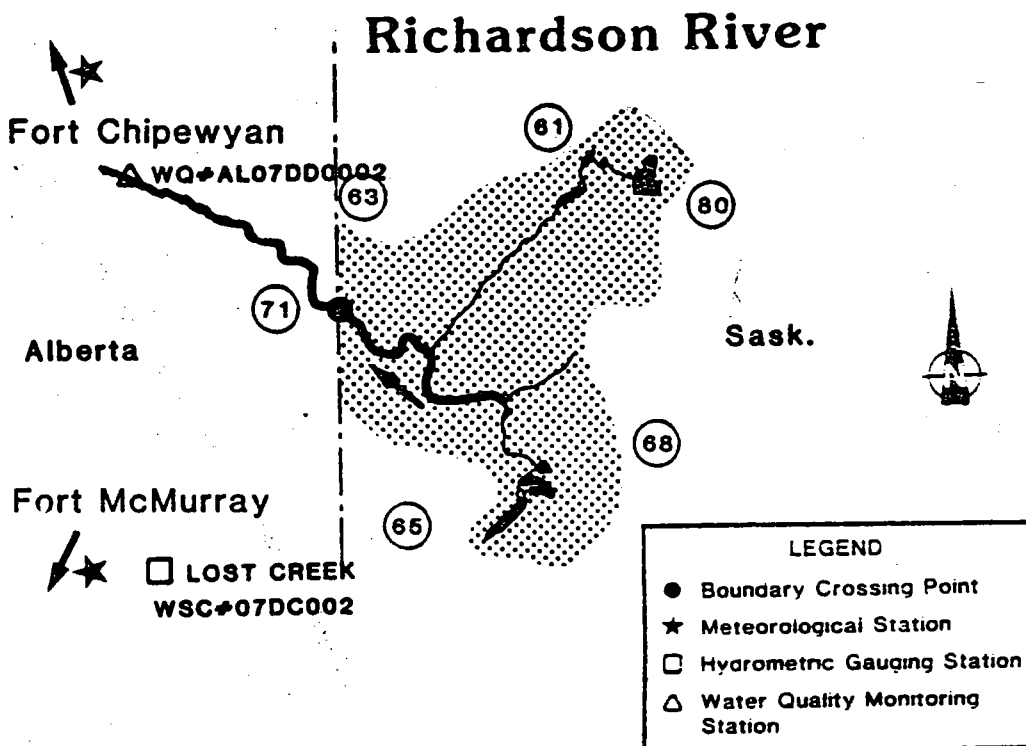 Richardson River
Fort Chipewyan
WQ#AL07DD0002
61
63
80
71
Alberta
Sask.
N
68
Fort McMurray
65
LOST CREEK
WSC#07DC002
LEGEND
Boundary Crossing Point
Meteorological Station
Hydrometric Gauging Station
Water Quality Monitoring
Station